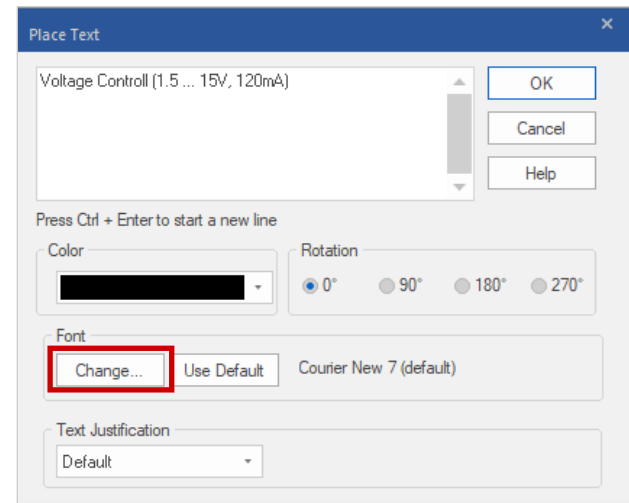 Place Text
Voltage Controll (1.5 ... 15V, 120mA)
OK
Cancel
Help
Press Ctrl + Enter to start a new line
Color
Rotation
0° 90° 180° 270°
Font
Change... Use Default Courier New 7 (default)
Text Justification
Default